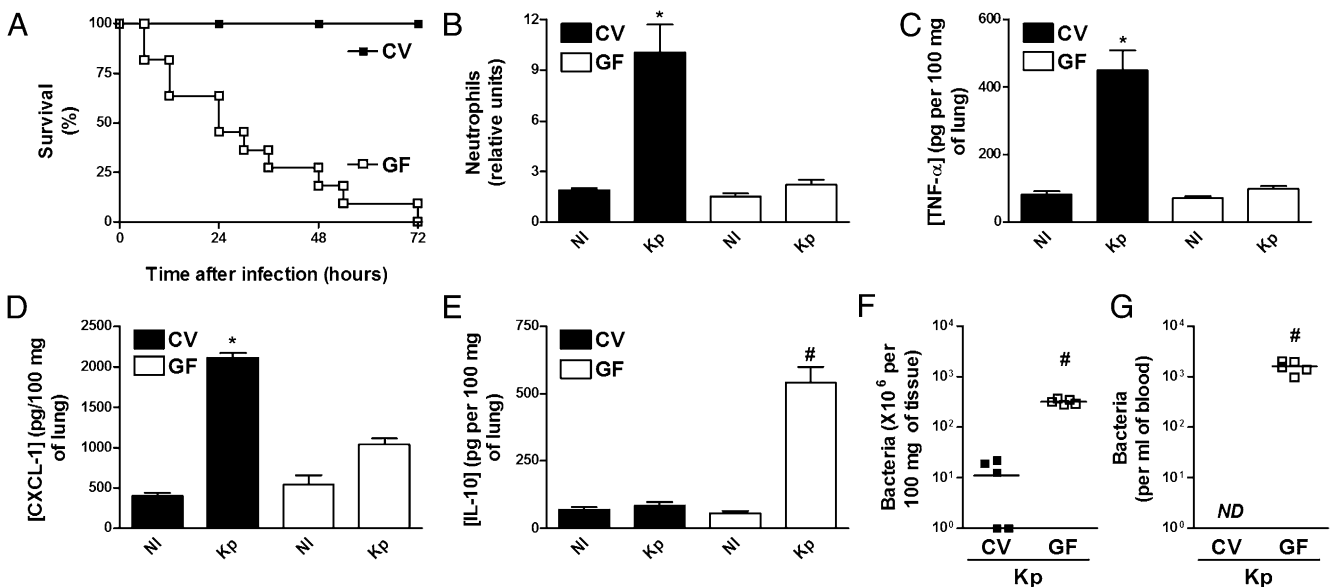 A
Survival
(%)
100
75
50
25
0
CV
GF
0
24
48
72
Time after infection (hours)
B
Neutrophils
(relative units)
12
9
6
3
0
CV
GF
*
NI
Kp
NI
Kp
C
[TNF-α] (pg per 100 mg
of lung)
600
400
200
0
CV
GF
*
NI
Kp
NI
Kp
D
[CXCL-1] (pg/100 mg
of lung)
2500
2000
1500
1000
500
0
CV
GF
*
NI
Kp
NI
Kp
E
[IL-10] (pg per 100 mg
of lung)
750
500
250
0
CV
GF
#
NI
Kp
NI
Kp
F
Bacteria (X10⁶ per
100 mg of tissue)
10⁴
10³
10²
10¹
10⁰
#
CV GF
Kp
G
Bacteria
(per ml of blood)
10⁴
10³
10²
10¹
10⁰
#
ND
CV GF
Kp